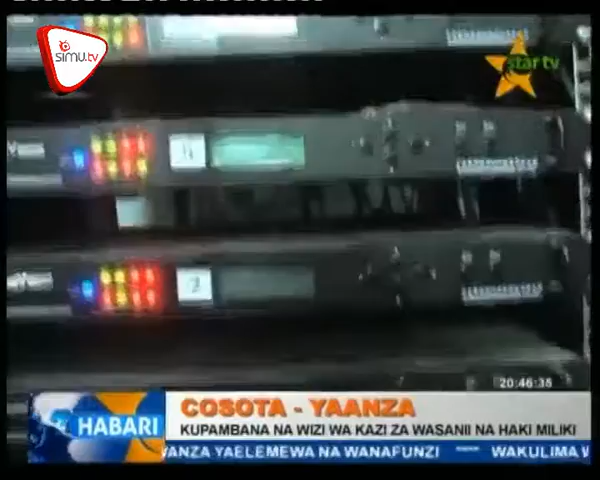 SIMU.tv
star tv
2
20:46:35
HABARI
COSOTA - YAANZA
KUPAMBANA NA WIZI WA KAZI ZA WASANII NA HAKI MILIKI
YAELEMEWA NA WANAFUNZI
WAKULIMA